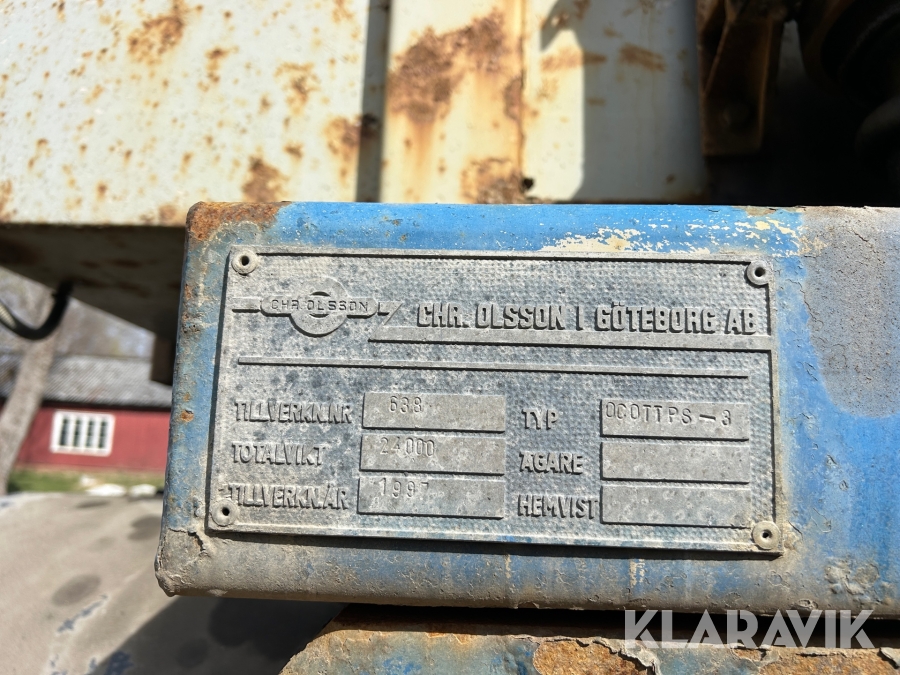 CHR. OLSSON
CHR. OLSSON I GÖTEBORG AB
TILLVERKN.NR 638 TYP OCOTTPS-3
TOTALVIKT 24000 ÄGARE
TILLVERKN.ÅR 1997 HEMVIST
KLARAVIK